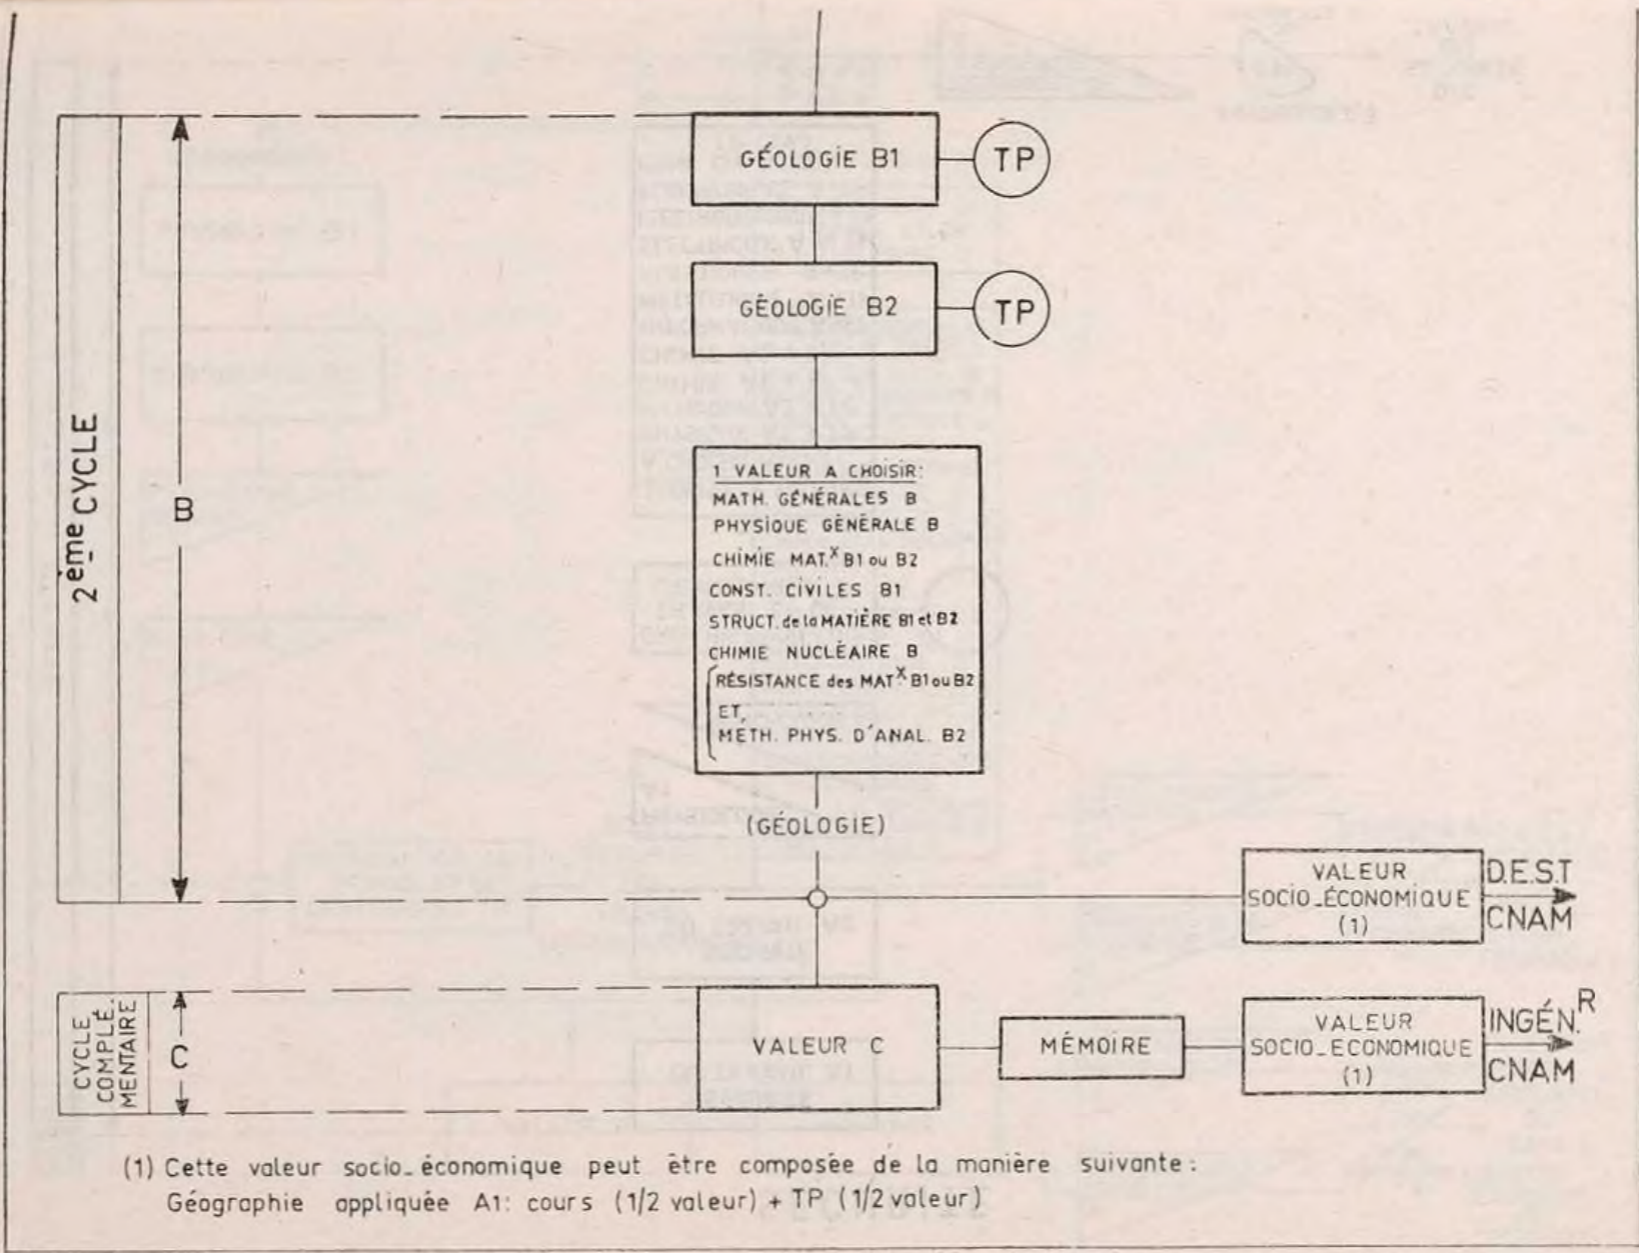 GÉOLOGIE B1
TP
GÉOLOGIE B2
TP
2ème CYCLE
B
1 VALEUR A CHOISIR:
MATH. GÉNÉRALES B
PHYSIQUE GÉNÉRALE B
CHIMIE MAT.x B1 ou B2
CONST. CIVILES B1
STRUCT. de la MATIÈRE B1 et B2
CHIMIE NUCLÉAIRE B
RÉSISTANCE des MATx B1 ou B2
ET,
METH. PHYS. D'ANAL. B2
(GÉOLOGIE)
VALEUR
SOCIO_ÉCONOMIQUE
(1)
D.E.S.T
CNAM
CYCLE
COMPLÉ_
MENTAIRE
C
VALEUR C
MÉMOIRE
VALEUR
SOCIO_ECONOMIQUE
(1)
INGÉN.R
CNAM
(1) Cette valeur socio_économique peut être composée de la manière suivante:
Géographie appliquée A1: cours (1/2 valeur) + TP (1/2 valeur)